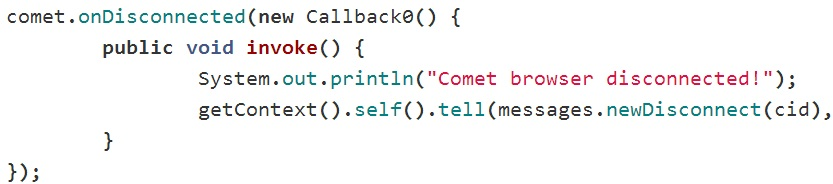 comet.onDisconnected(new Callback0() {
        public void invoke() {
                System.out.println("Comet browser disconnected!");
                getContext().self().tell(messages.newDisconnect(cid),
        }
});